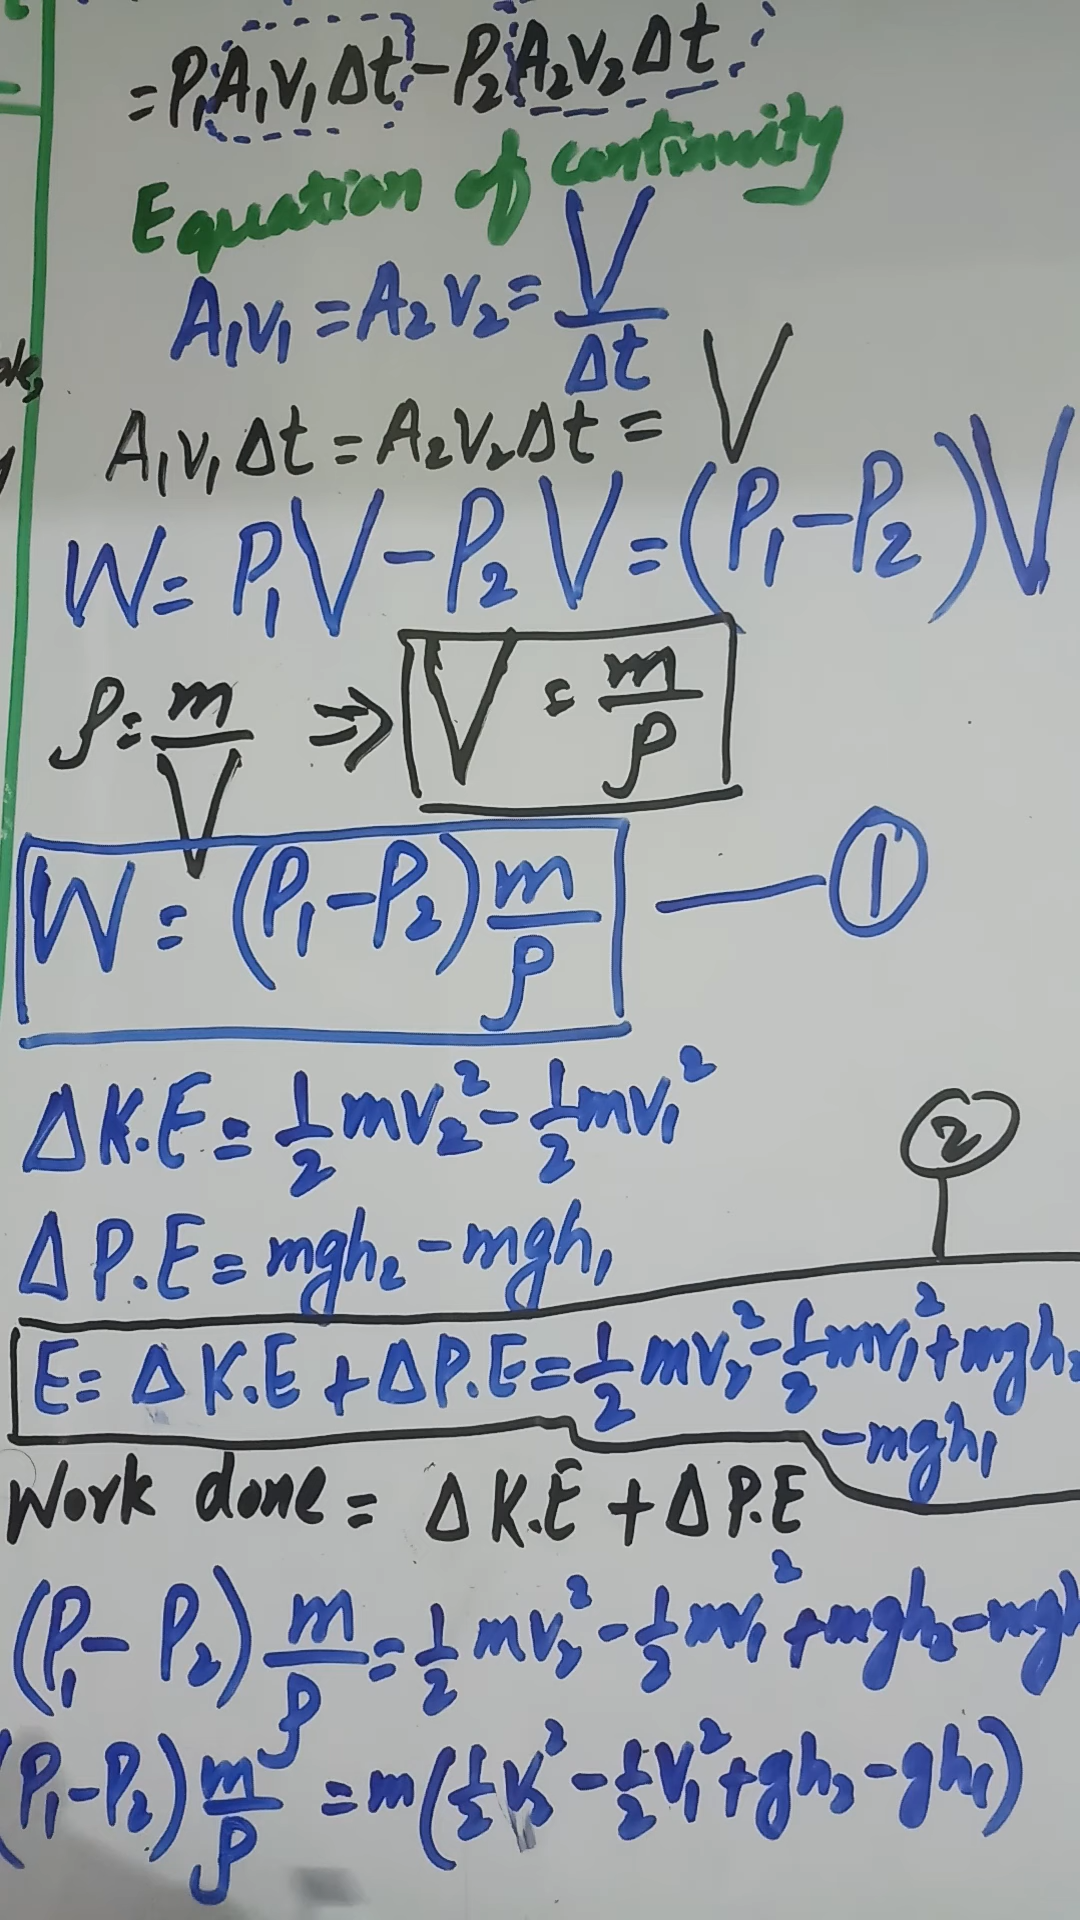 = P₁A₁v₁Δt - P₂A₂v₂Δt
Equation of continuity
A₁v₁ = A₂v₂ = V/Δt
A₁v₁Δt = A₂v₂Δt = V
W = P₁V - P₂V = (P₁-P₂)V
ρ = m/V ⇒ V = m/ρ
W = (P₁-P₂) m/ρ — ①
ΔK.E = 1/2 mv₂² - 1/2 mv₁²
②
ΔP.E = mgh₂ - mgh₁
E = ΔK.E + ΔP.E = 1/2 mv₂² - 1/2 mv₁² + mgh₂
- mgh₁
Work done = ΔK.E + ΔP.E
(P₁- P₂) m/ρ = 1/2 mv₂² - 1/2 mv₁² + mgh₂ - mgh
(P₁-P₂) m/ρ = m(1/2 v₂² - 1/2 v₁² + gh₂ - gh₁)